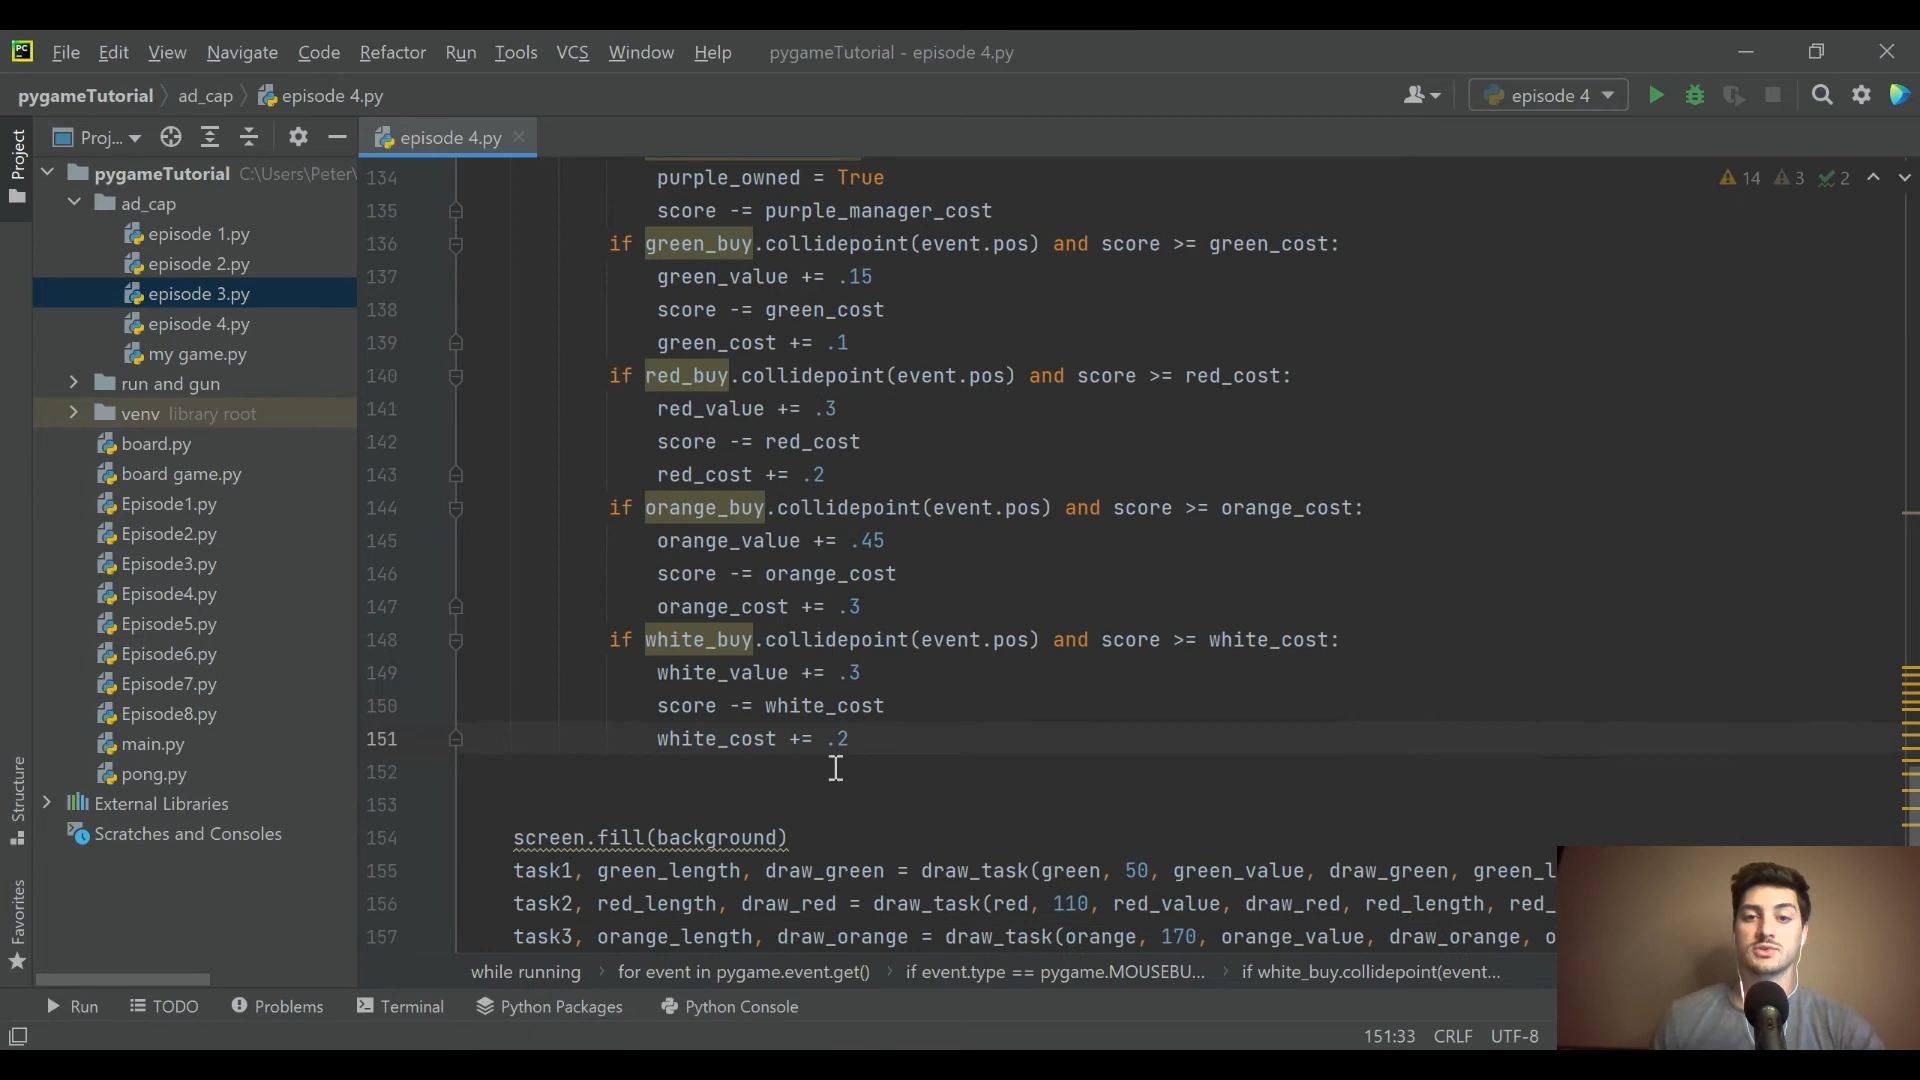 PC File Edit View Navigate Code Refactor Run Tools VCS Window Help pygameTutorial - episode 4.py
pygameTutorial ad_cap episode 4.py episode 4
Project
Proj... episode 4.py
pygameTutorial C:\Users\Peter\
ad_cap
episode 1.py
episode 2.py
episode 3.py
episode 4.py
my game.py
run and gun
venv library root
board.py
board game.py
Episode1.py
Episode2.py
Episode3.py
Episode4.py
Episode5.py
Episode6.py
Episode7.py
Episode8.py
main.py
pong.py
External Libraries
Scratches and Consoles
Structure
Favorites
14 3 2
134 purple_owned = True
135 score -= purple_manager_cost
136 if green_buy.collidepoint(event.pos) and score >= green_cost:
137 green_value += .15
138 score -= green_cost
139 green_cost += .1
140 if red_buy.collidepoint(event.pos) and score >= red_cost:
141 red_value += .3
142 score -= red_cost
143 red_cost += .2
144 if orange_buy.collidepoint(event.pos) and score >= orange_cost:
145 orange_value += .45
146 score -= orange_cost
147 orange_cost += .3
148 if white_buy.collidepoint(event.pos) and score >= white_cost:
149 white_value += .3
150 score -= white_cost
151 white_cost += .2
152
153
154 screen.fill(background)
155 task1, green_length, draw_green = draw_task(green, 50, green_value, draw_green, green_l
156 task2, red_length, draw_red = draw_task(red, 110, red_value, draw_red, red_length, red_
157 task3, orange_length, draw_orange = draw_task(orange, 170, orange_value, draw_orange, o
while running for event in pygame.event.get() if event.type == pygame.MOUSEBU... if white_buy.collidepoint(event...
Run TODO Problems Terminal Python Packages Python Console
151:33 CRLF UTF-8